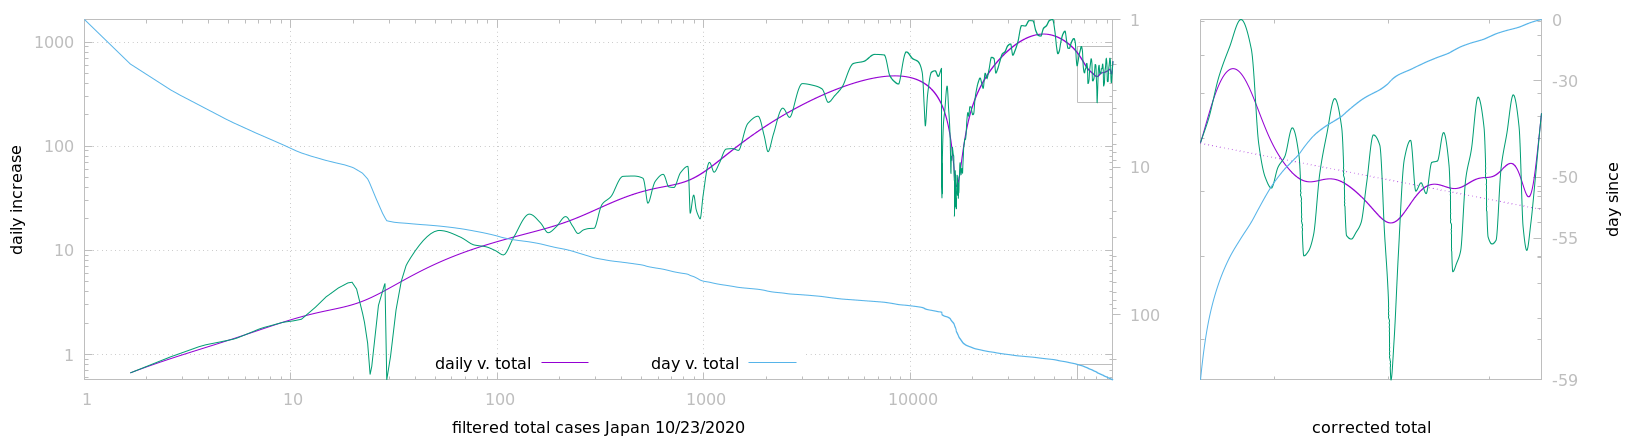 1000
100
10
1
daily increase
1
10
100
1000
10000
filtered total cases Japan 10/23/2020
daily v. total
day v. total
1
10
100
0
-30
-50
-55
-59
day since
corrected total